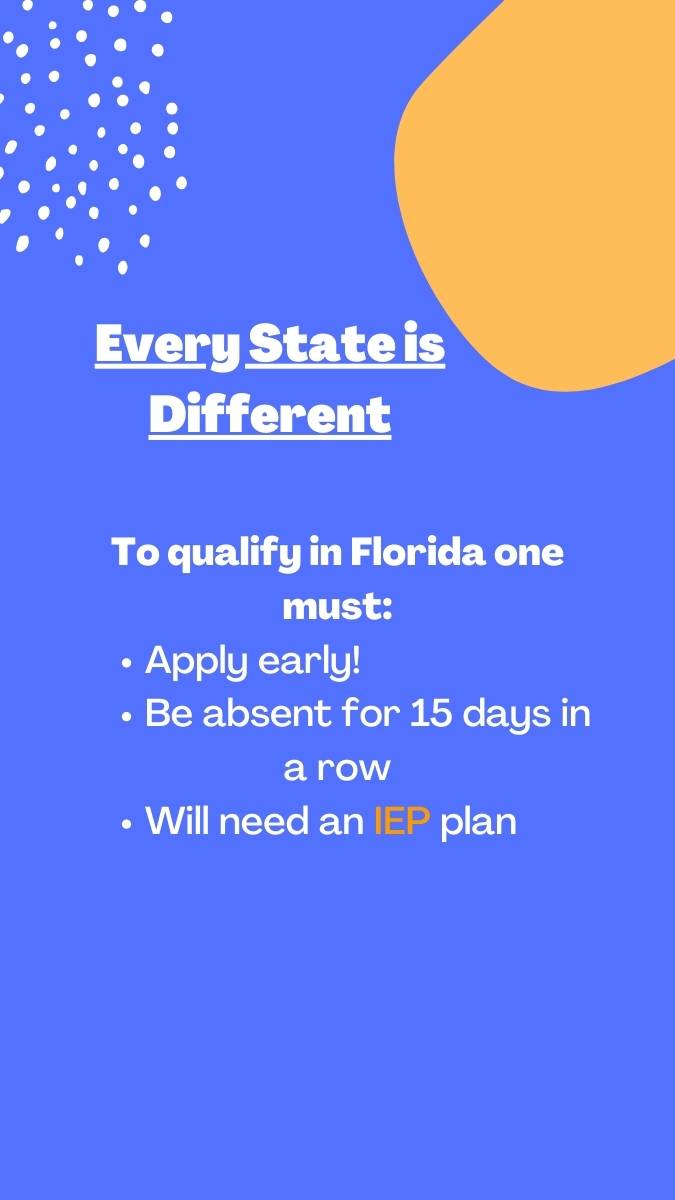 Every State is
Different
To qualify in Florida one
must:
• Apply early!
• Be absent for 15 days in
a row
• Will need an IEP plan